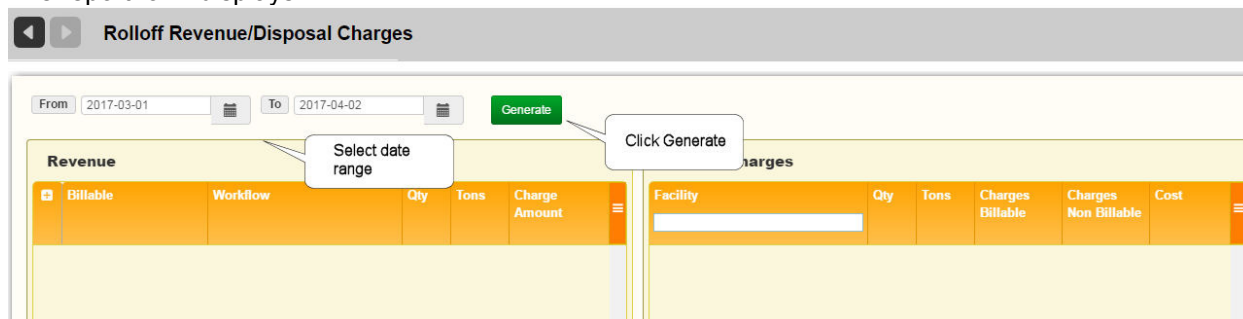 Rolloff Revenue/Disposal Charges
From 2017-03-01 To 2017-04-02 Generate
Select date
range
Click Generate
Revenue
harges
Billable Workflow Qty Tons Charge
Amount
Facility Qty Tons Charges
Billable Charges
Non Billable Cost